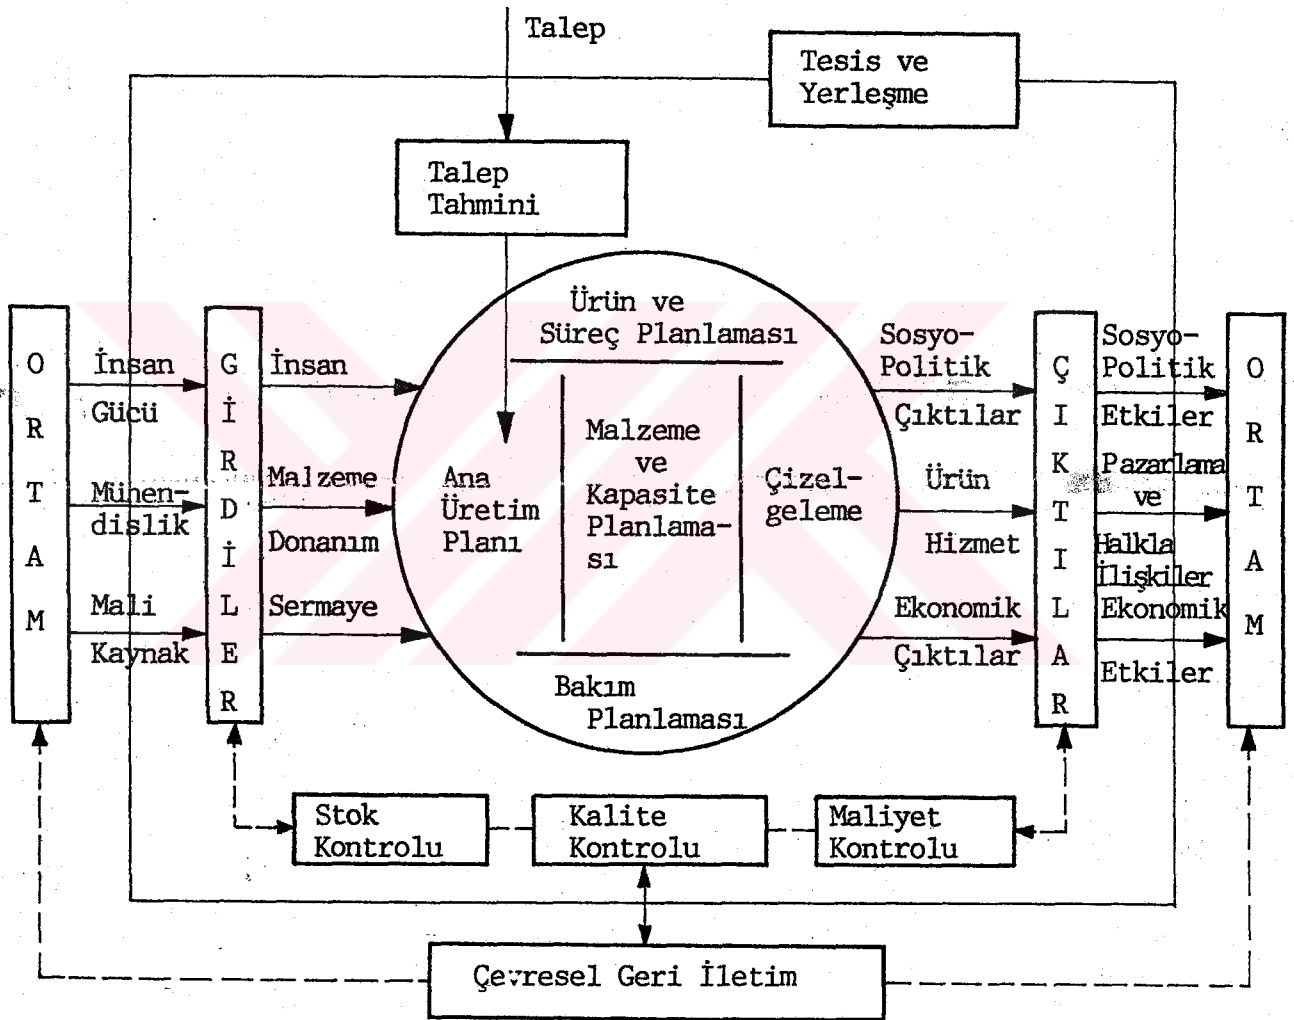 Talep
Tesis ve
Yerleşme
Talep
Tahmini
O
R
T
A
M
İnsan
Gücü
Mühen-
dislik
Mali
Kaynak
G
İ
R
D
İ
L
E
R
İnsan
Malzeme
Donanım
Sermaye
Ürün ve
Süreç Planlaması
Ana
Üretim
Planı
Malzeme
ve
Kapasite
Planlama-
sı
Çizel-
geleme
Bakım
Planlaması
Sosyo-
Politik
Çıktılar
Ürün
Hizmet
Ekonomik
Çıktılar
Ç
I
K
T
I
L
A
R
Sosyo-
Politik
Etkiler
Pazarlama
ve
Halkla
İlişkiler
Ekonomik
Etkiler
O
R
T
A
M
Stok
Kontrolu
Kalite
Kontrolu
Maliyet
Kontrolu
Çevresel Geri İletim